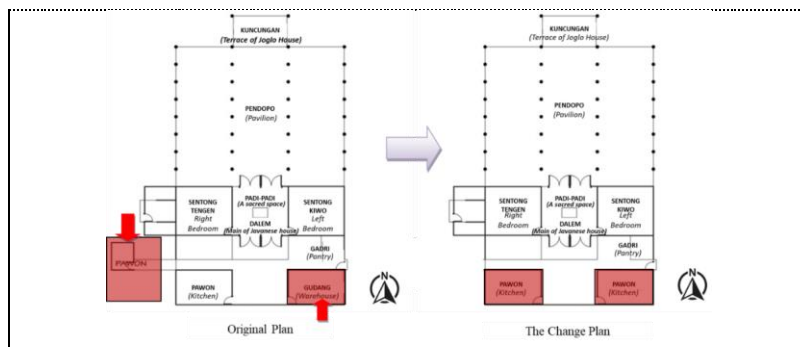 KUNCUNGAN
(Terrace of Joglo House)
PENDOPO
(Pavilion)
SENTONG
TENGEN
Right
Bedroom
PADI-PADI
(A sacred space)
DALEM
(Main of Javanese house)
SENTONG
KIWO
Left
Bedroom
GADRI
(Pantry)
PAWON
PAWON
(Kitchen)
GUDANG
(Warehouse)
Original Plan
KUNCUNGAN
(Terrace of Joglo House)
PENDOPO
(Pavilion)
SENTONG
TENGEN
Right
Bedroom
PADI-PADI
(A sacred space)
DALEM
(Main of Javanese house)
SENTONG
KIWO
Left
Bedroom
GADRI
(Pantry)
PAWON
(Kitchen)
PAWON
(Kitchen)
The Change Plan